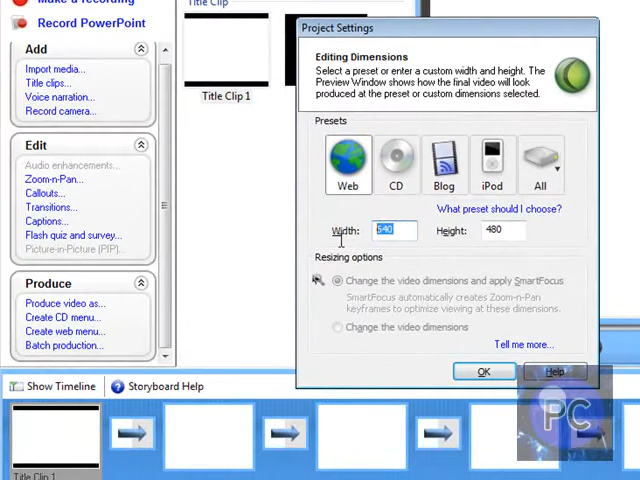 Make a recording
Title Clip
Record PowerPoint
Add
Import media...
Title clips...
Voice narration...
Record camera...
Edit
Audio enhancements...
Zoom-n-Pan...
Callouts...
Transitions...
Captions...
Flash quiz and survey...
Picture-in-Picture (PIP)...
Produce
Produce video as...
Create CD menu...
Create web menu...
Batch production...
Title Clip 1
Project Settings
Editing Dimensions
Select a preset or enter a custom width and height. The
Preview Window shows how the final video will look
produced at the preset or custom dimensions selected.
Presets
Web
CD
Blog
iPod
All
What preset should I choose?
Width: 540 Height: 480
Resizing options
Change the video dimensions and apply SmartFocus
SmartFocus automatically creates Zoom-n-Pan
keyframes to optimize viewing at these dimensions.
Change the video dimensions
Tell me more...
OK
Help
Show Timeline
Storyboard Help
Title Clip 1
PC